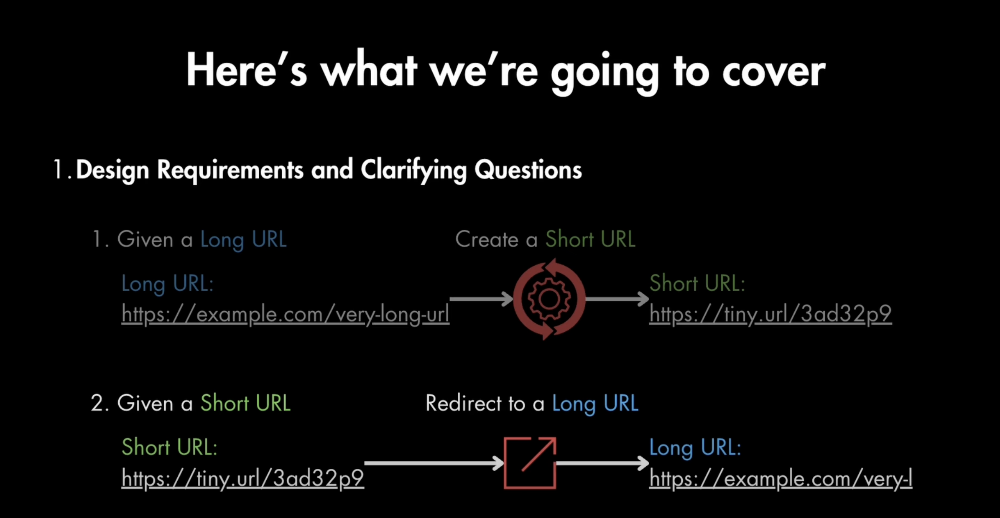 Here's what we're going to cover
1. Design Requirements and Clarifying Questions
1. Given a Long URL
Create a Short URL
Long URL:
https://example.com/very-long-url
Short URL:
https://tiny.url/3ad32p9
2. Given a Short URL
Redirect to a Long URL
Short URL:
https://tiny.url/3ad32p9
Long URL:
https://example.com/very-l